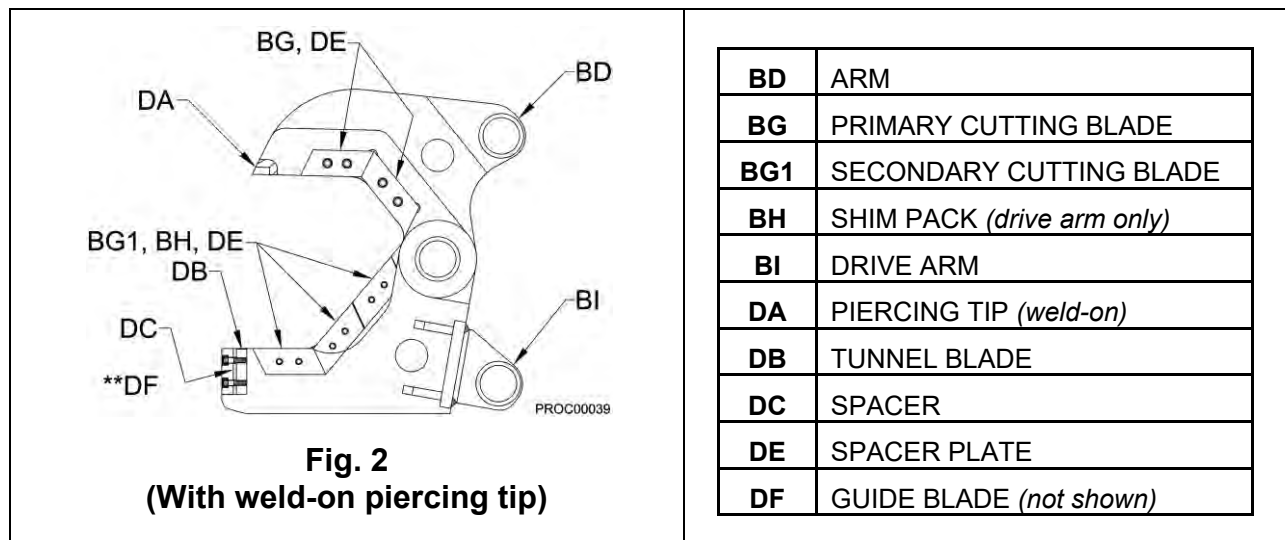 BG, DE
BD
DA
BG1, BH, DE
DB
BI
DC
**DF
PROC00039
Fig. 2
(With weld-on piercing tip)
BD ARM
BG PRIMARY CUTTING BLADE
BG1 SECONDARY CUTTING BLADE
BH SHIM PACK (drive arm only)
BI DRIVE ARM
DA PIERCING TIP (weld-on)
DB TUNNEL BLADE
DC SPACER
DE SPACER PLATE
DF GUIDE BLADE (not shown)